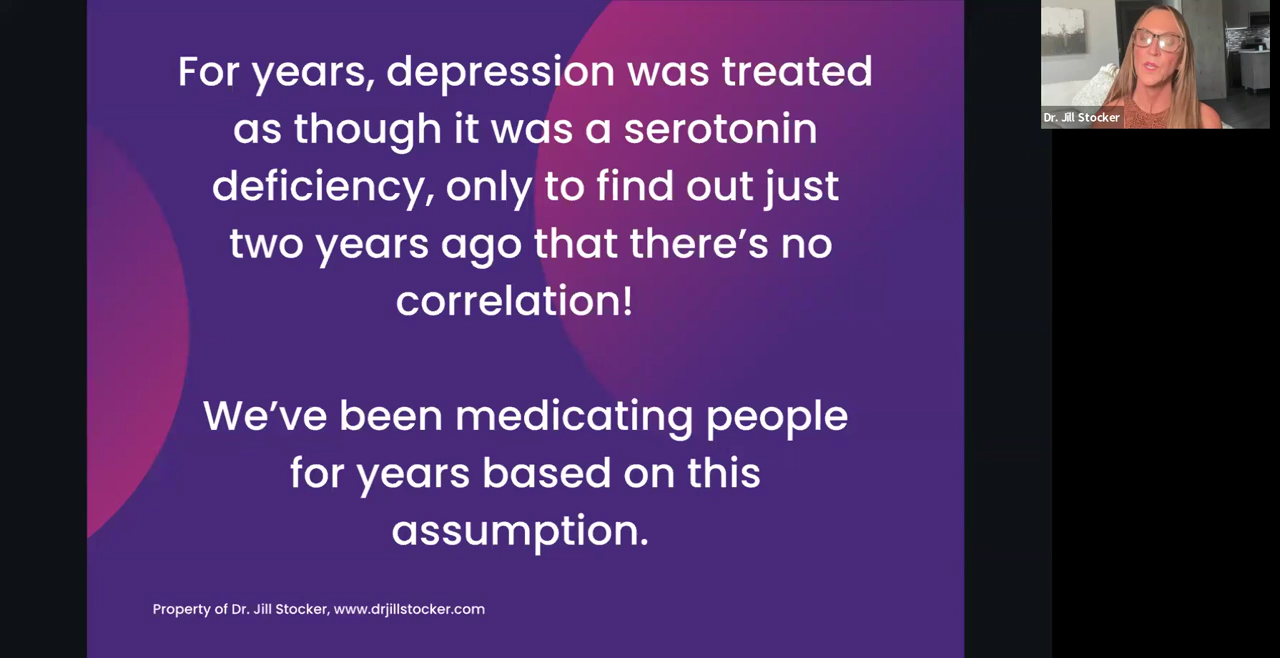 For years, depression was treated
as though it was a serotonin
deficiency, only to find out just
two years ago that there’s no
correlation!
We’ve been medicating people
for years based on this
assumption.
Property of Dr. Jill Stocker, www.drjillstocker.com
Dr. Jill Stocker